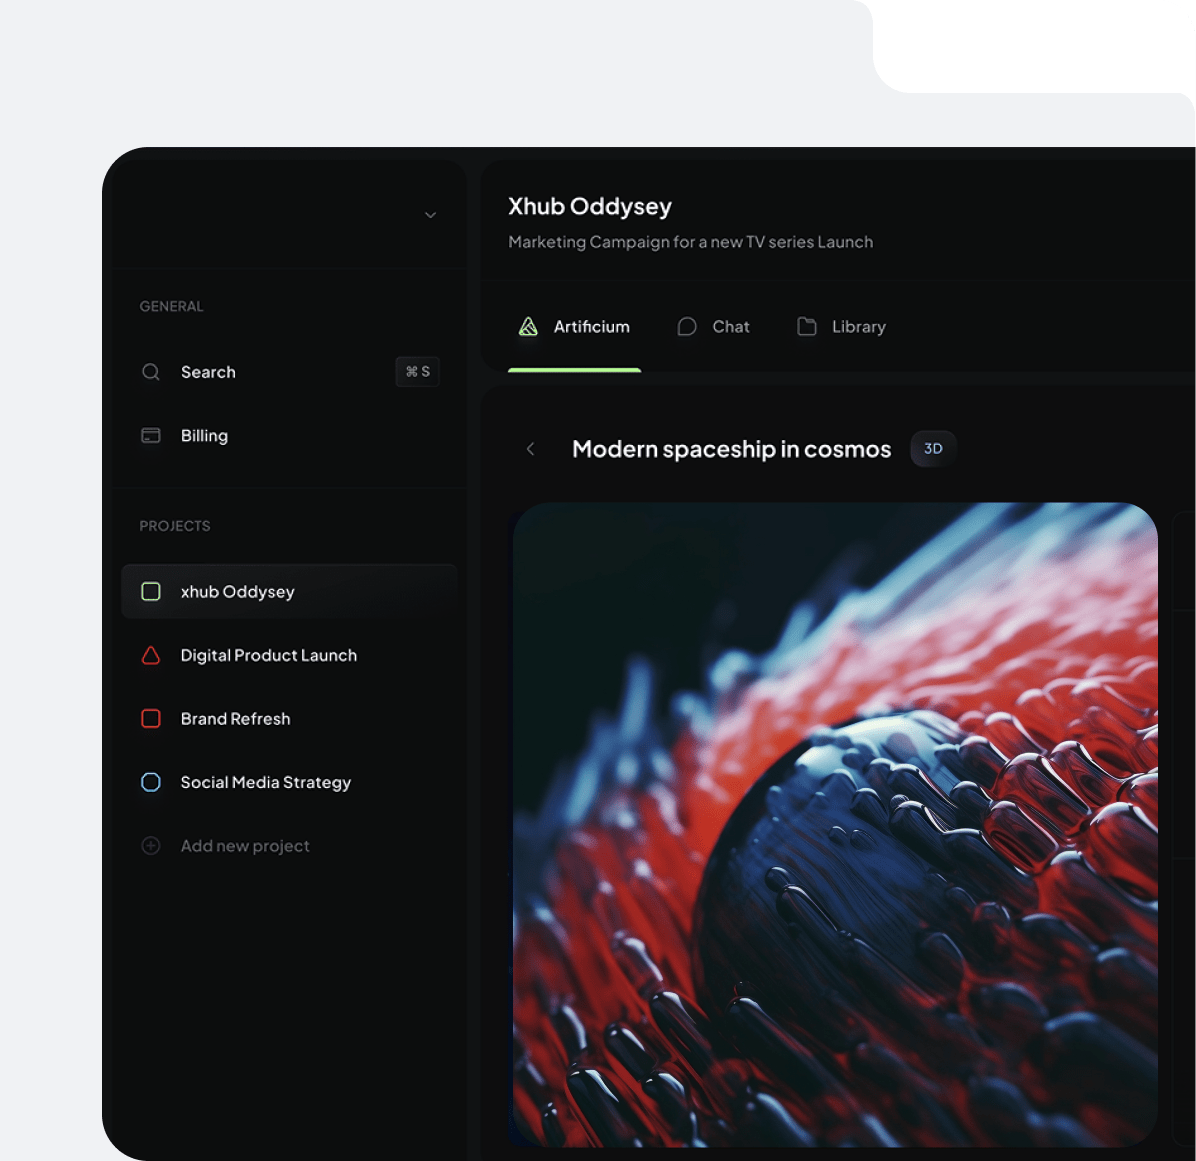 GENERAL
Search
⌘ S
Billing
PROJECTS
xhub Oddysey
Digital Product Launch
Brand Refresh
Social Media Strategy
Add new project
Xhub Oddysey
Marketing Campaign for a new TV series Launch
Artificium Chat Library
Modern spaceship in cosmos 3D